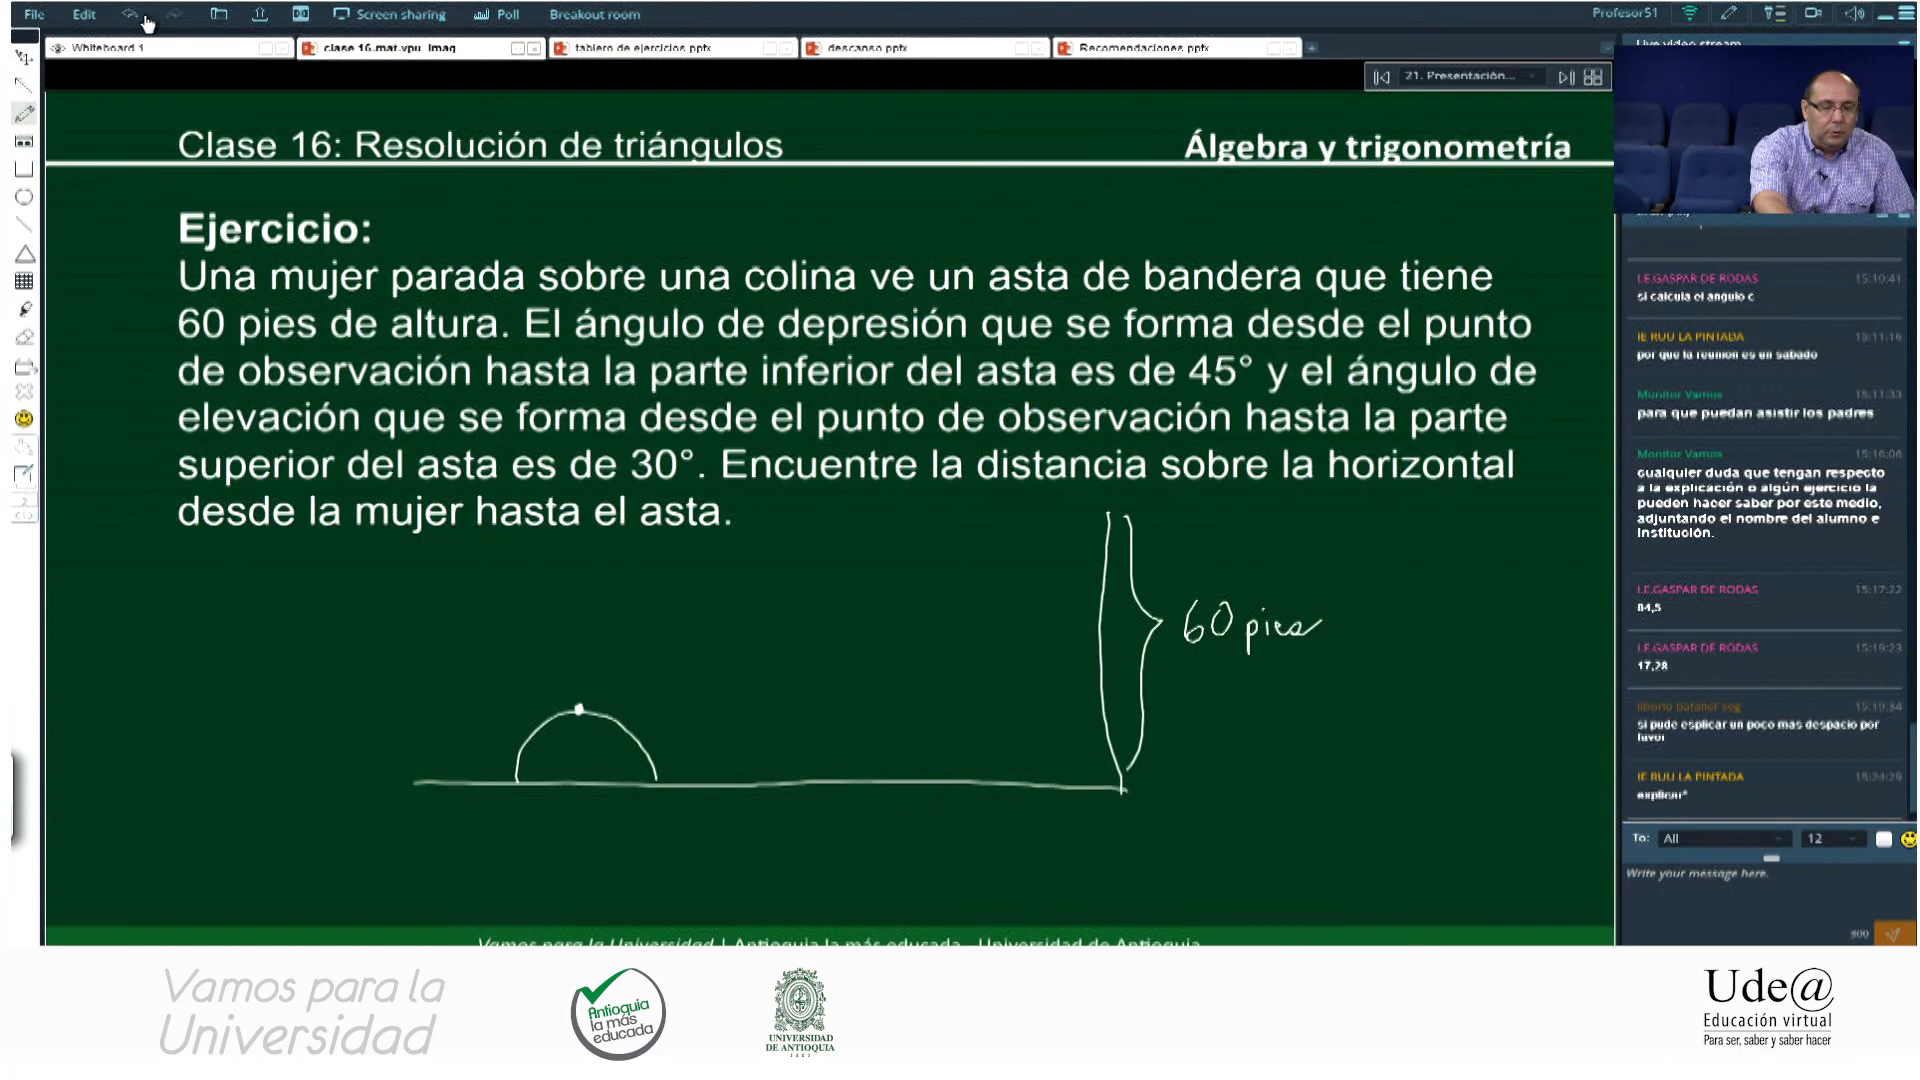 File Edit Screen sharing Poll Breakout room Profesor51
Whiteboard 1
clase 16.mat.vpu_imag
tablero de ejercicios.pptx
descanso.pptx
Recomendaciones.pptx
Live video stream
21. Presentación...
Clase 16: Resolución de triángulos
Álgebra y trigonometría
Ejercicio:
Una mujer parada sobre una colina ve un asta de bandera que tiene
60 pies de altura. El ángulo de depresión que se forma desde el punto
de observación hasta la parte inferior del asta es de 45° y el ángulo de
elevación que se forma desde el punto de observación hasta la parte
superior del asta es de 30°. Encuentre la distancia sobre la horizontal
desde la mujer hasta el asta.
60 pies
Vamos para la Universidad | Antioquia la más educada - Universidad de Antioquia
I.E.GASPAR DE RODAS 15:10:41
si calcula el angulo c
IE RUU LA PINTADA 15:11:16
por que la reunion es un sabado
Monitor Vamos 15:11:33
para que puedan asistir los padres
Monitor Vamos 15:16:06
cualquier duda que tengan respecto
a la explicación o algún ejercicio la
pueden hacer saber por este medio,
adjuntando el nombre del alumno e
institución.
I.E.GASPAR DE RODAS 15:17:22
84,5
I.E.GASPAR DE RODAS 15:19:23
17,28
15:19:34
si pude esplicar un poco mas despacio por
favor
IE RUU LA PINTADA
explicar*
To: All 12
Write your message here.
Vamos para la
Universidad
Antioquia
la más
educada
UNIVERSIDAD
DE ANTIOQUIA
1803
Ude@
Educación virtual
Para ser, saber y saber hacer